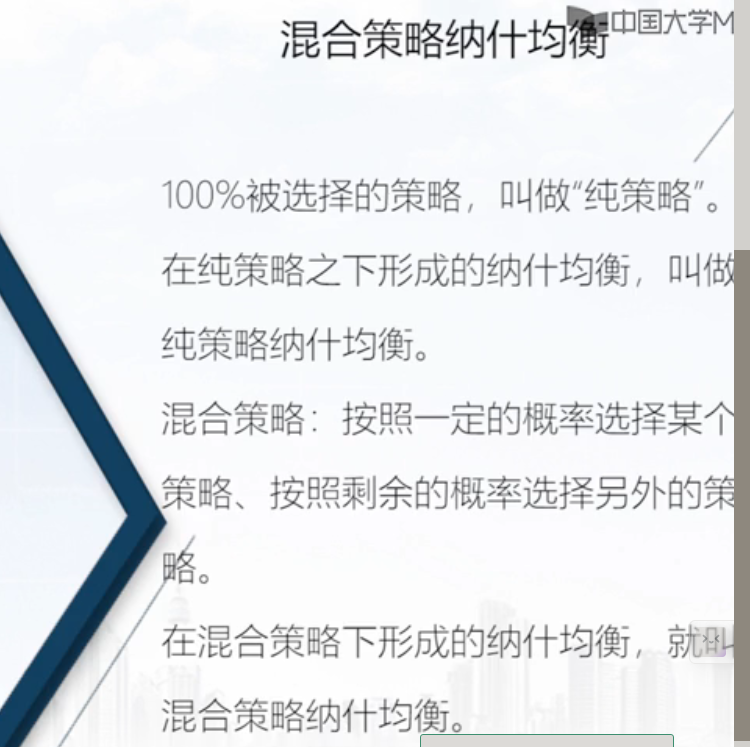 混合策略纳什均衡
中国大学M
100%被选择的策略，叫做“纯策略”。
在纯策略之下形成的纳什均衡，叫做
纯策略纳什均衡。
混合策略：按照一定的概率选择某个
策略、按照剩余的概率选择另外的策
略。
在混合策略下形成的纳什均衡，就叫
混合策略纳什均衡。